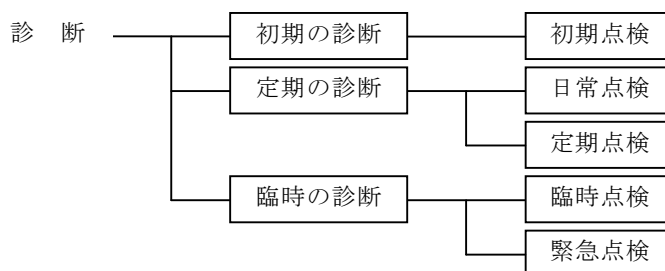 診 断 初期の診断 初期点検
定期の診断 日常点検
定期点検
臨時の診断 臨時点検
緊急点検